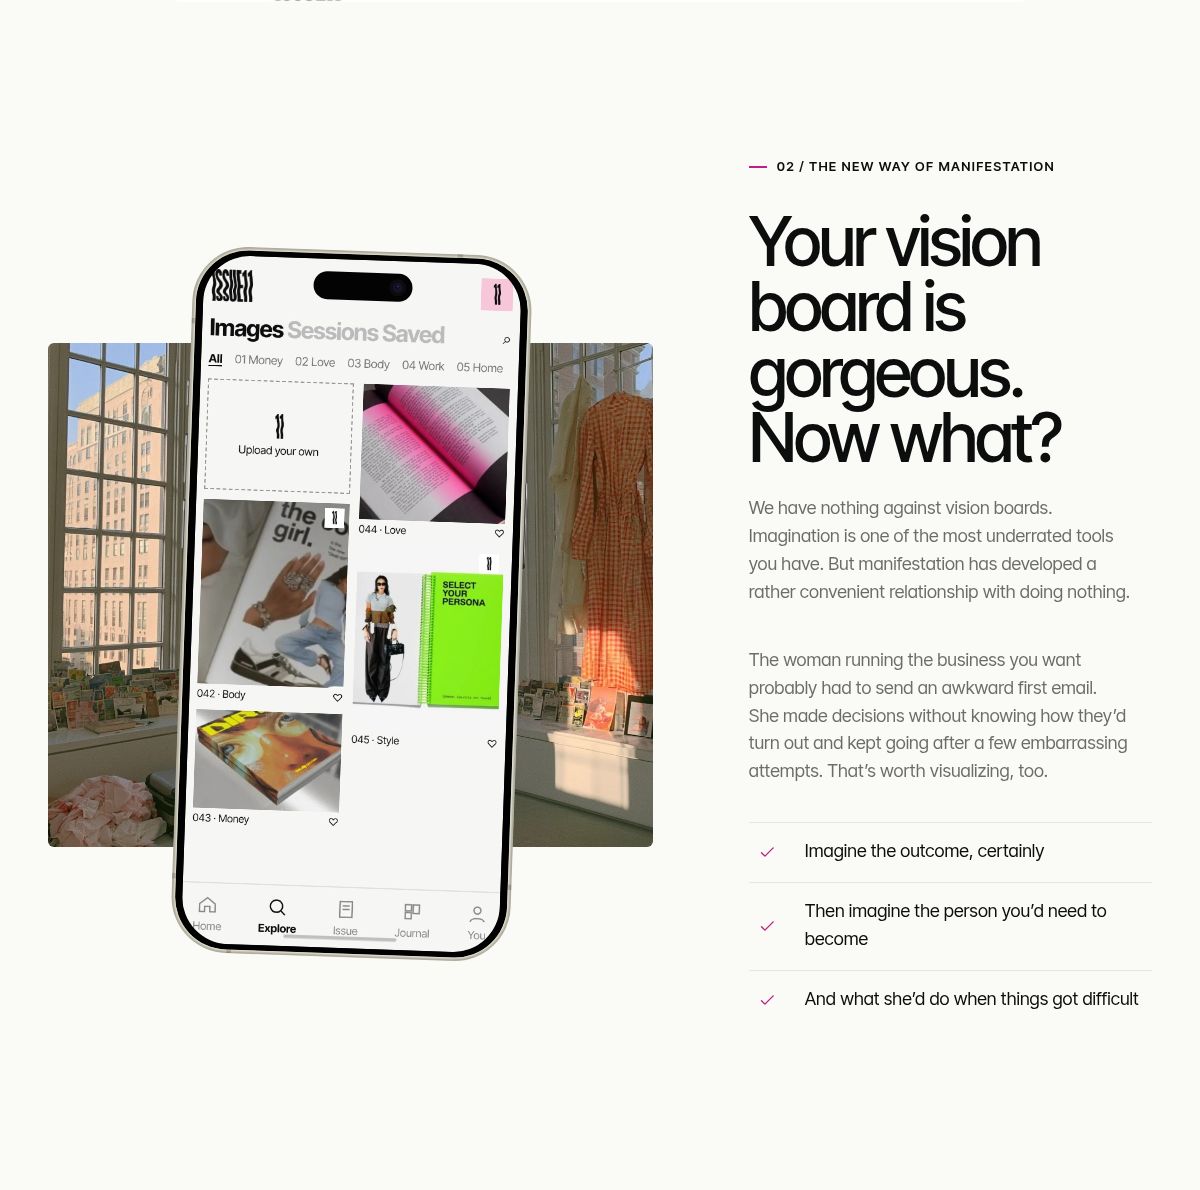 02 / THE NEW WAY OF MANIFESTATION
Your vision
board is
gorgeous.
Now what?
We have nothing against vision boards.
Imagination is one of the most underrated tools
you have. But manifestation has developed a
rather convenient relationship with doing nothing.
The woman running the business you want
probably had to send an awkward first email.
She made decisions without knowing how they’d
turn out and kept going after a few embarrassing
attempts. That’s worth visualizing, too.
Imagine the outcome, certainly
Then imagine the person you’d need to
become
And what she’d do when things got difficult
ISSUE11
11
Images Sessions Saved
All 01 Money 02 Love 03 Body 04 Work 05 Home
11
Upload your own
044 · Love
the
girl.
11
042 · Body
11
SELECT
YOUR
PERSONA
045 · Style
043 · Money
Home Explore Issue Journal You